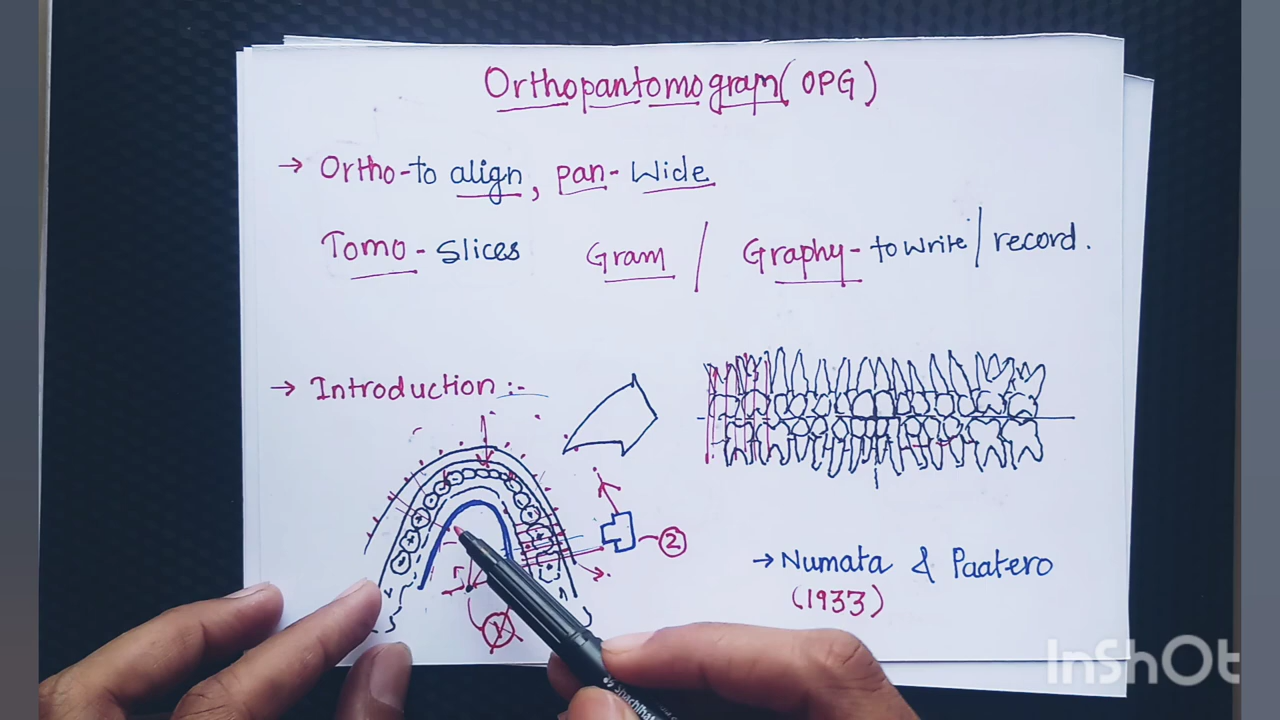 Orthopantomogram (OPG)
→ Ortho-to align, pan- Wide
Tomo - Slices Gram / Graphy- to write / record.
→ Introduction :-
2
→ Numata & Paatero
(1933)
1
Shachihata
InShOt